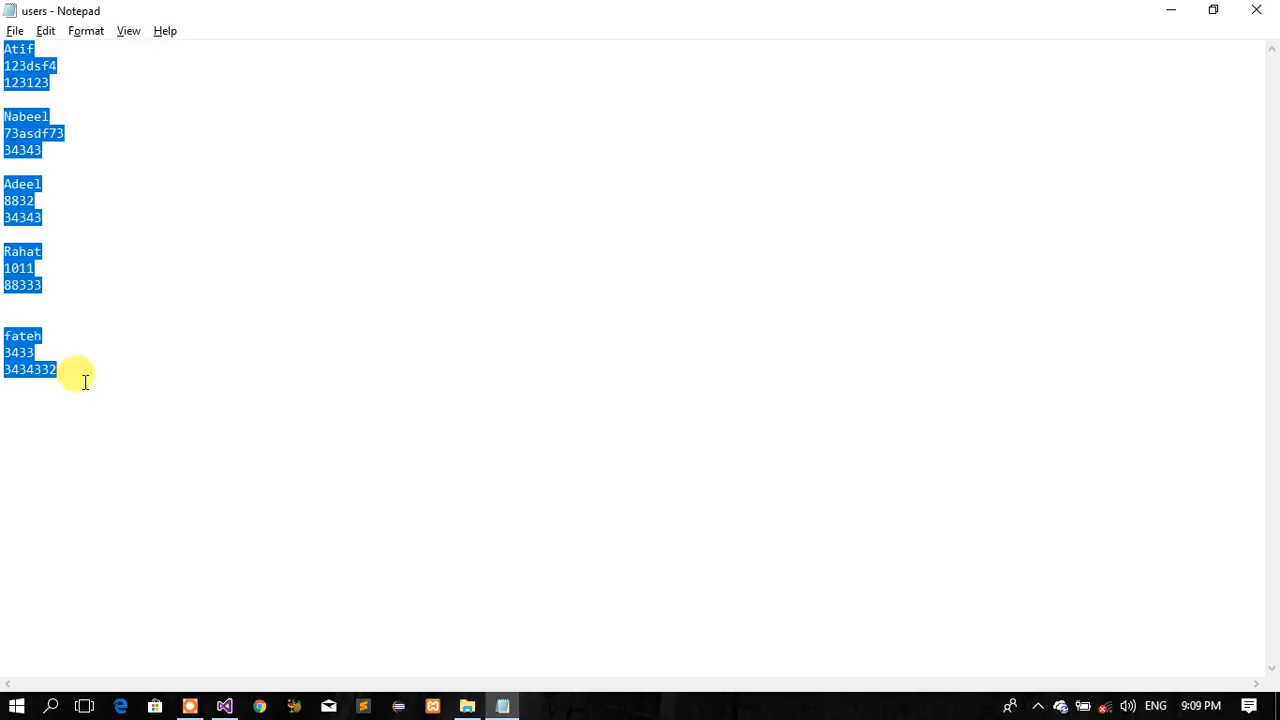 users - Notepad
File Edit Format View Help
Atif
123dsf4
123123
Nabeel
73asdf73
34343
Adeel
8832
34343
Rahat
1011
88333
fateh
3433
3434332
ENG 9:09 PM